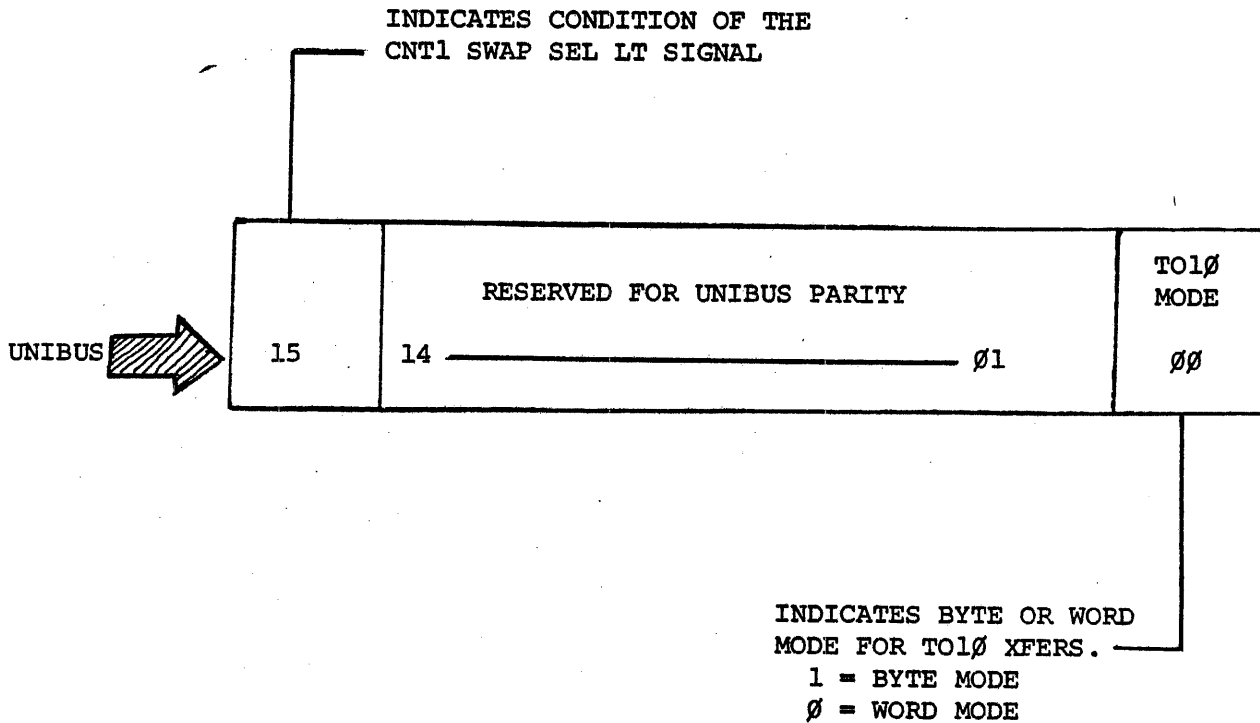 INDICATES CONDITION OF THE
CNT1 SWAP SEL LT SIGNAL
RESERVED FOR UNIBUS PARITY
TO1Ø
MODE
UNIBUS
15
14
Ø1
ØØ
INDICATES BYTE OR WORD
MODE FOR TO1Ø XFERS.
1 = BYTE MODE
Ø = WORD MODE